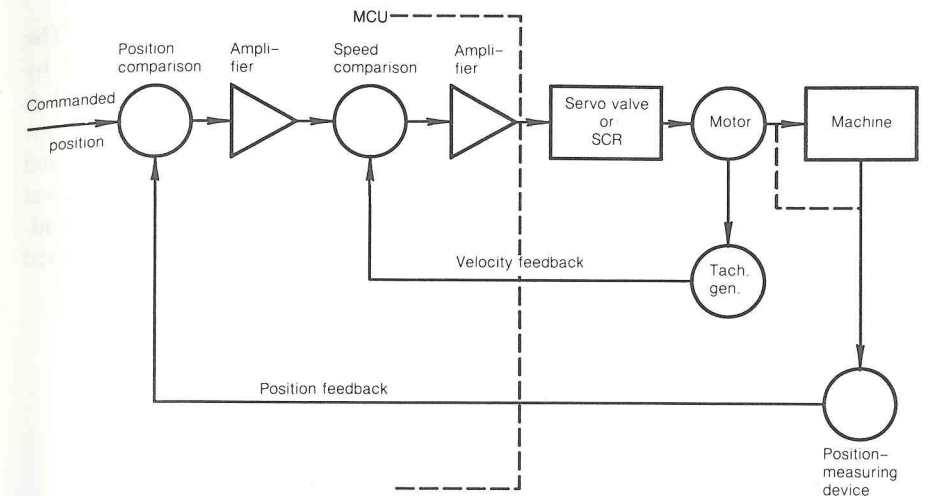 MCU
Position
comparison
Ampli-
fier
Speed
comparison
Ampli-
fier
Commanded
position
Servo valve
or
SCR
Motor
Machine
Velocity feedback
Tach.
gen.
Position feedback
Position-
measuring
device